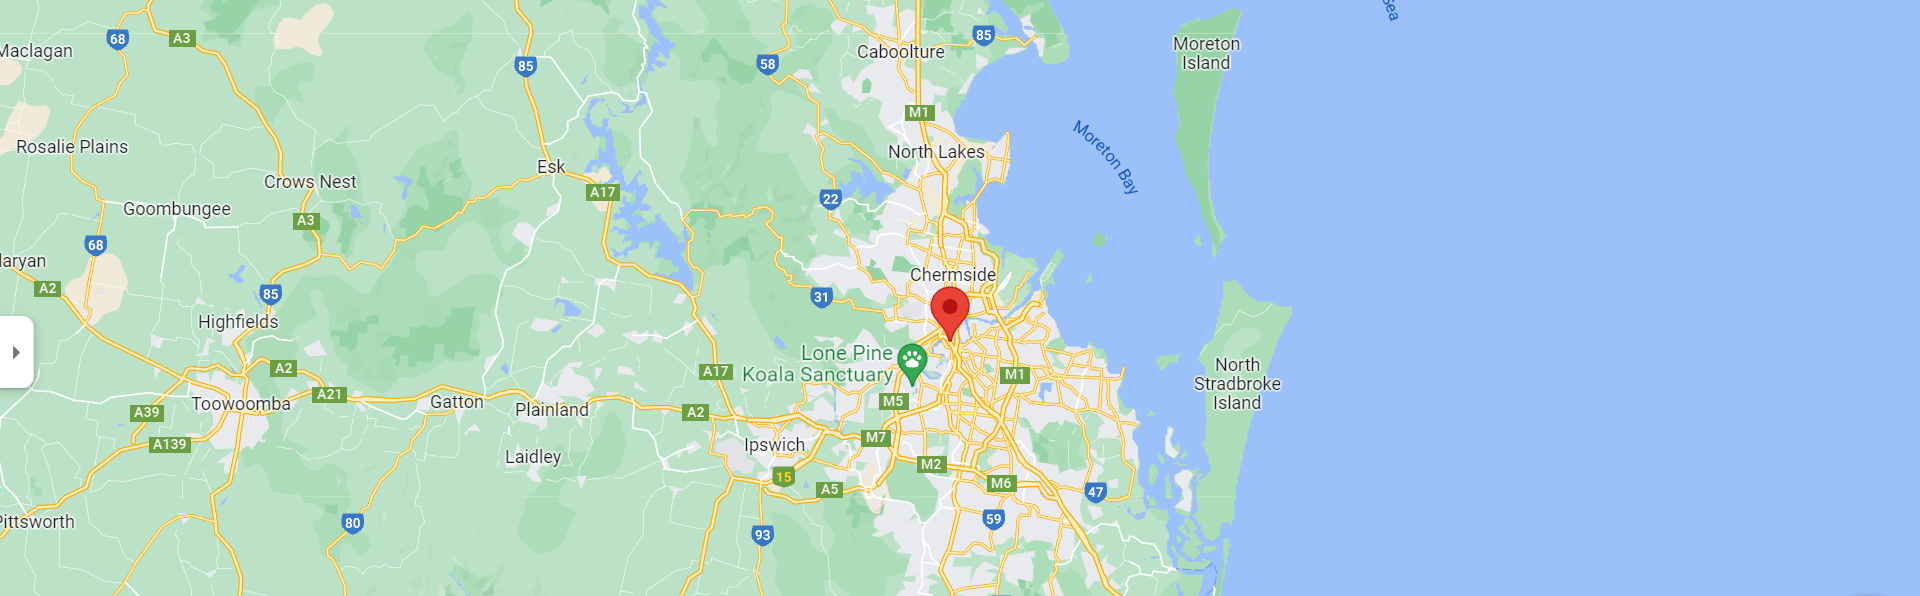 Sea
68
A3
Maclagan
85
58
Caboolture
85
Moreton
Island
M1
Moreton Bay
Rosalie Plains
North Lakes
Esk
Crows Nest
A17
22
Goombungee
A3
68
aryan
Chermside
A2
85
31
Highfields
Lone Pine
Koala Sanctuary
North
Stradbroke
Island
A2
A17
M1
A21
Toowoomba
Gatton
Plainland
M5
A39
A2
A139
Ipswich
M7
Laidley
M2
15
A5
M6
47
Pittsworth
80
59
93